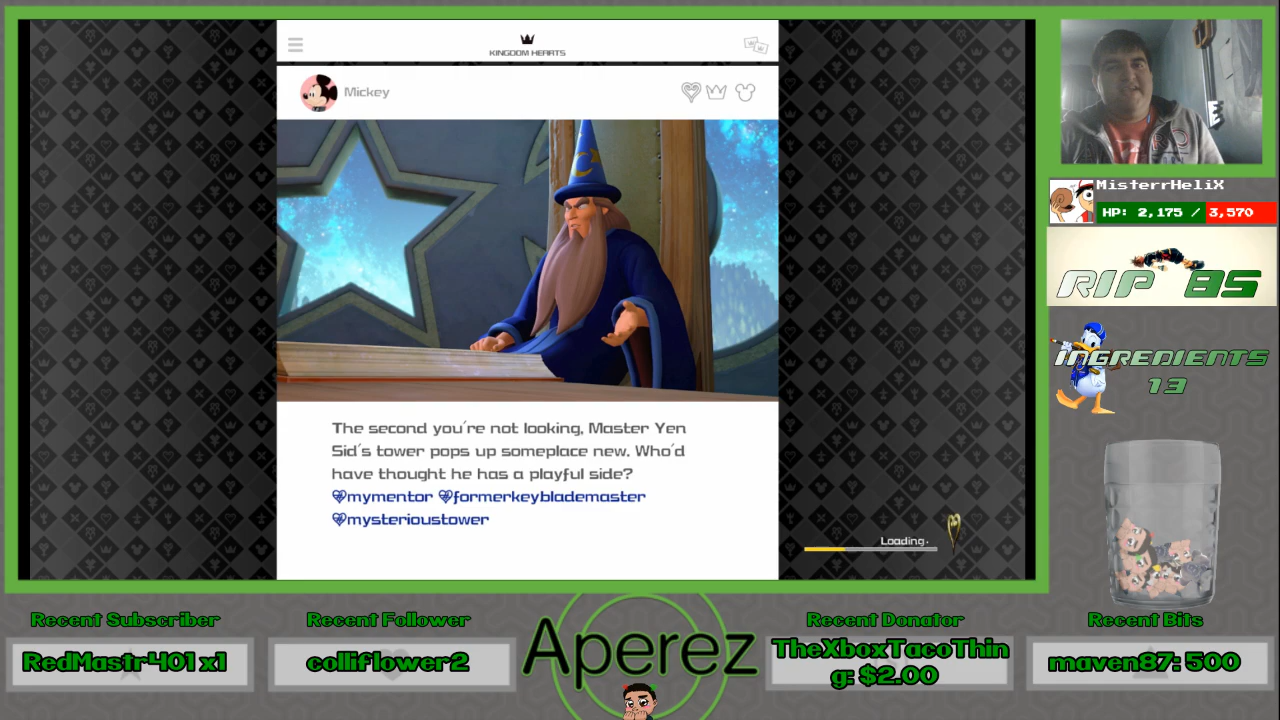 KINGDOM HEARTS
Mickey
The second you're not looking, Master Yen
Sid's tower pops up someplace new. Who'd
have thought he has a playful side?
mymentor formerkeyblademaster
mysterioustower
Loading.
MisterrHeliX
HP: 2,175 / 3,570
RIP 85
INGREDIENTS
13
Recent Subscriber
RedMastr401 x1
Recent Follower
colliflower2
Aperez
Recent Donator
TheXboxTacoThin
g: $2.00
Recent Bits
maven87: 500